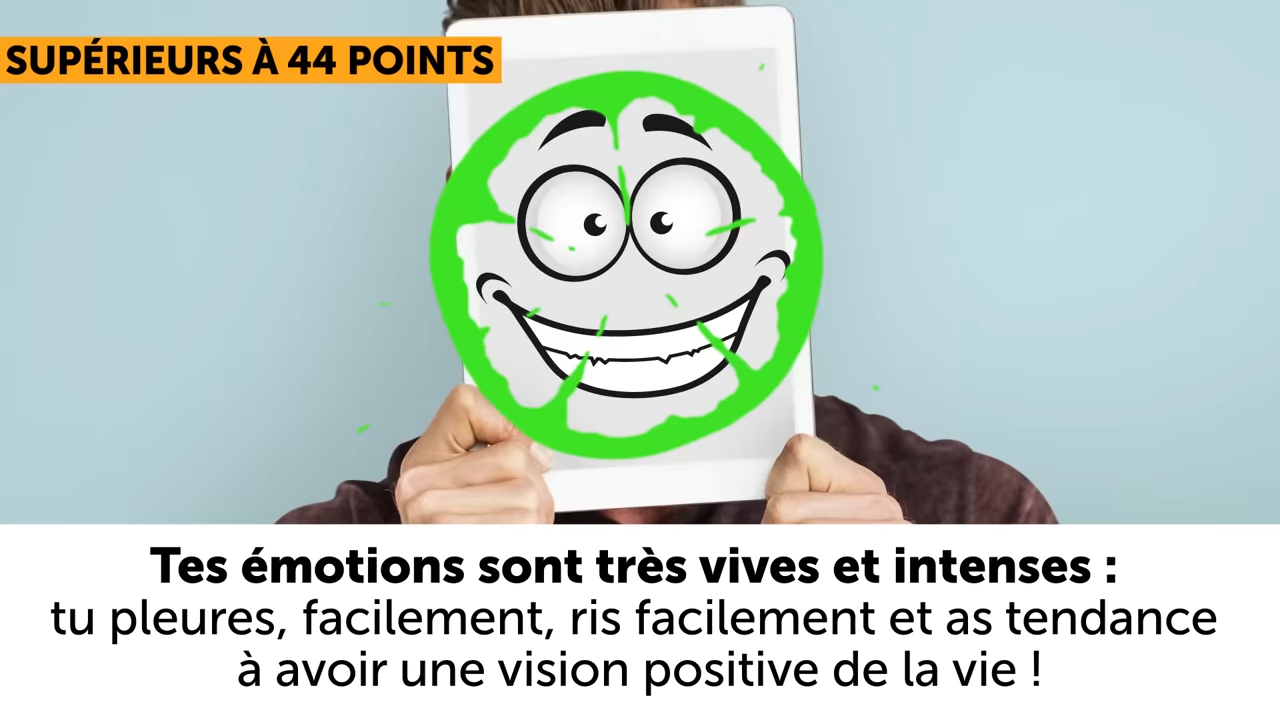 SUPÉRIEURS À 44 POINTS
Tes émotions sont très vives et intenses :
tu pleures, facilement, ris facilement et as tendance
à avoir une vision positive de la vie !